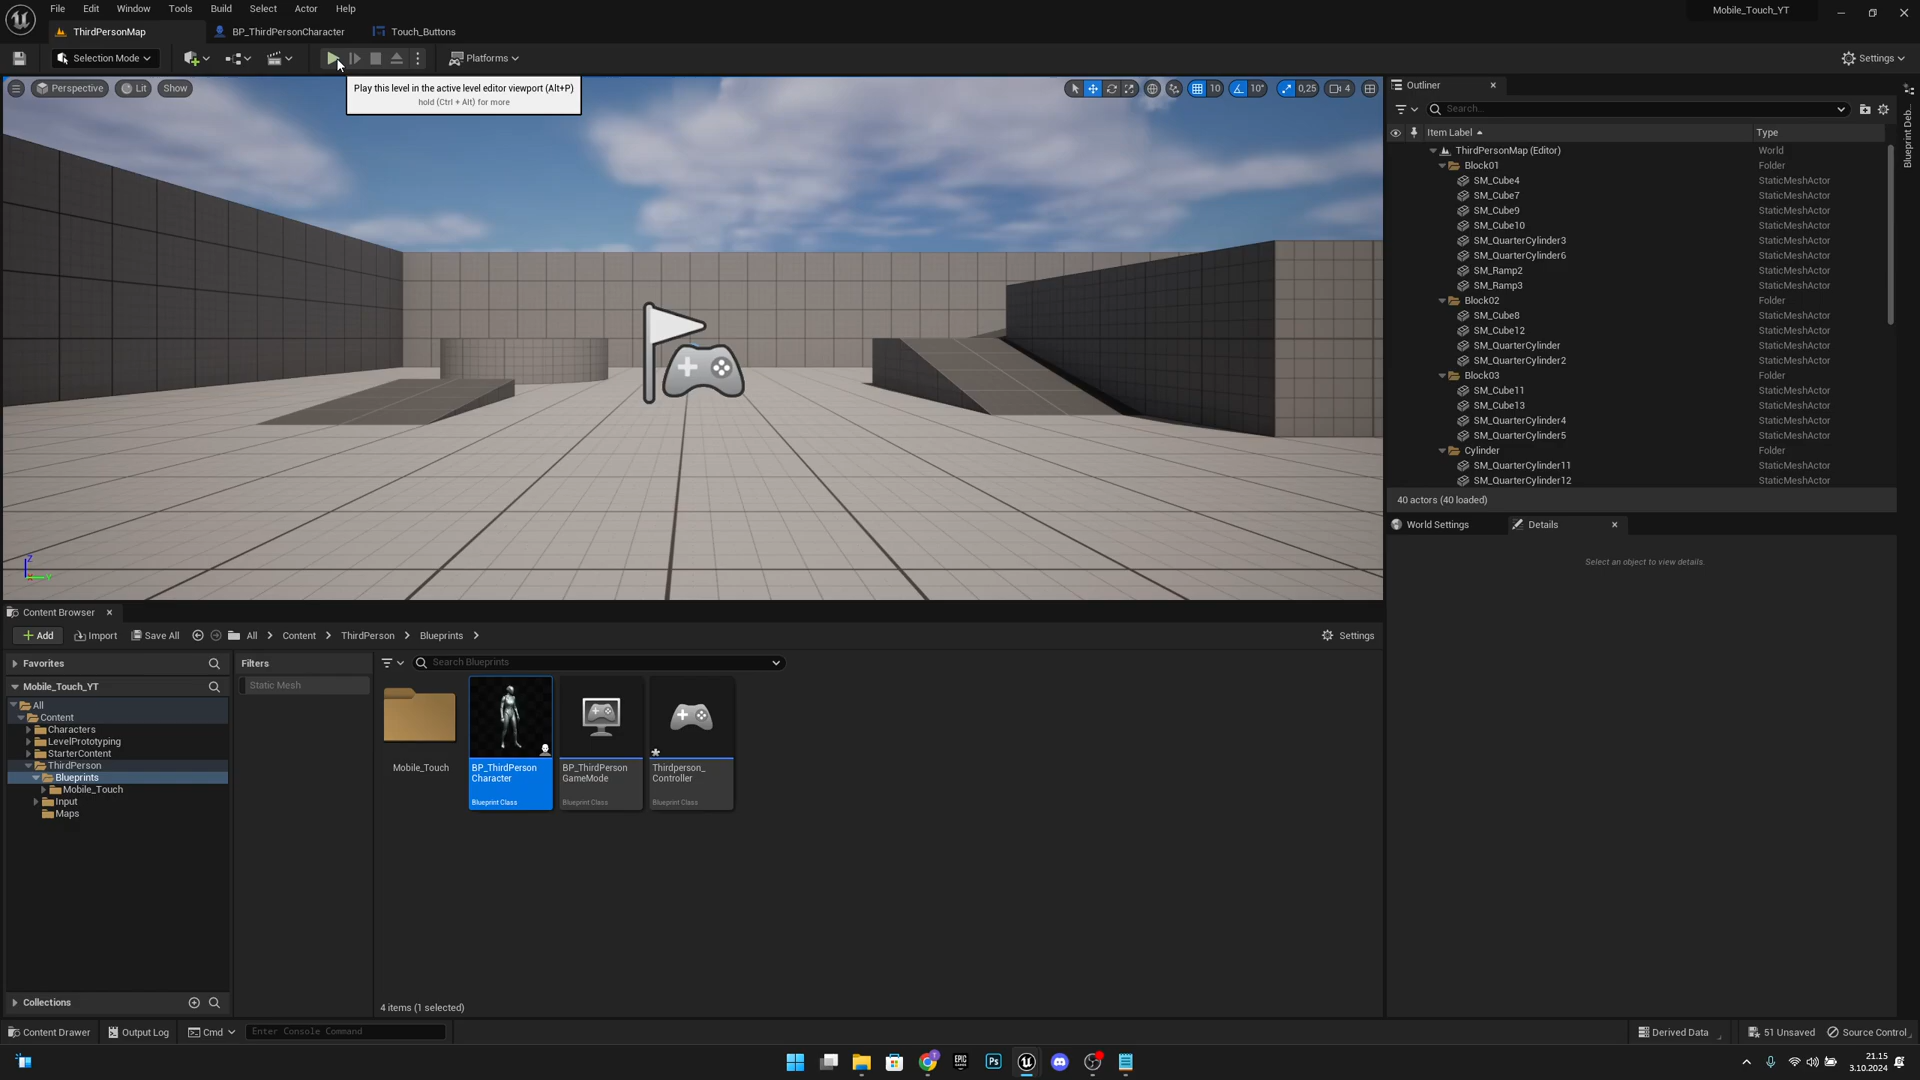 File Edit Window Tools Build Select Actor Help
Mobile_Touch_YT
ThirdPersonMap BP_ThirdPersonCharacter Touch_Buttons
Selection Mode Platforms Settings
Play this level in the active level editor viewport (Alt+P)
hold (Ctrl + Alt) for more
Perspective Lit Show
10 10° 0,25 4
Z
Y
Outliner
Search...
Item Label Type
ThirdPersonMap (Editor) World
Block01 Folder
SM_Cube4 StaticMeshActor
SM_Cube7 StaticMeshActor
SM_Cube9 StaticMeshActor
SM_Cube10 StaticMeshActor
SM_QuarterCylinder3 StaticMeshActor
SM_QuarterCylinder6 StaticMeshActor
SM_Ramp2 StaticMeshActor
SM_Ramp3 StaticMeshActor
Block02 Folder
SM_Cube8 StaticMeshActor
SM_Cube12 StaticMeshActor
SM_QuarterCylinder StaticMeshActor
SM_QuarterCylinder2 StaticMeshActor
Block03 Folder
SM_Cube11 StaticMeshActor
SM_Cube13 StaticMeshActor
SM_QuarterCylinder4 StaticMeshActor
SM_QuarterCylinder5 StaticMeshActor
Cylinder Folder
SM_QuarterCylinder11 StaticMeshActor
SM_QuarterCylinder12 StaticMeshActor
40 actors (40 loaded)
Blueprint Deb..
World Settings Details
Select an object to view details.
Content Browser
Add Import Save All All Content ThirdPerson Blueprints Settings
Favorites
Mobile_Touch_YT
All
Content
Characters
LevelPrototyping
StarterContent
ThirdPerson
Blueprints
Mobile_Touch
Input
Maps
Collections
Filters
Static Mesh
Search Blueprints
Mobile_Touch
BP_ThirdPerson
Character
Blueprint Class
BP_ThirdPerson
GameMode
Blueprint Class
Thirdperson_
Controller
Blueprint Class
4 items (1 selected)
Content Drawer Output Log Cmd Enter Console Command Derived Data 51 Unsaved Source Control
EPIC GAMES
Ps
21.15
3.10.2024